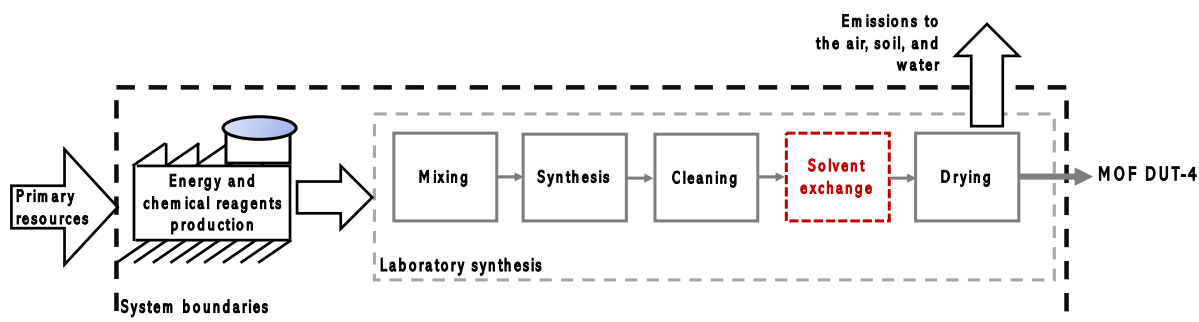 Emissions to
the air, soil, and
water
Primary
resources
Energy and
chemical reagents
production
Mixing
Synthesis
Cleaning
Solvent
exchange
Drying
MOF DUT-4
Laboratory synthesis
System boundaries